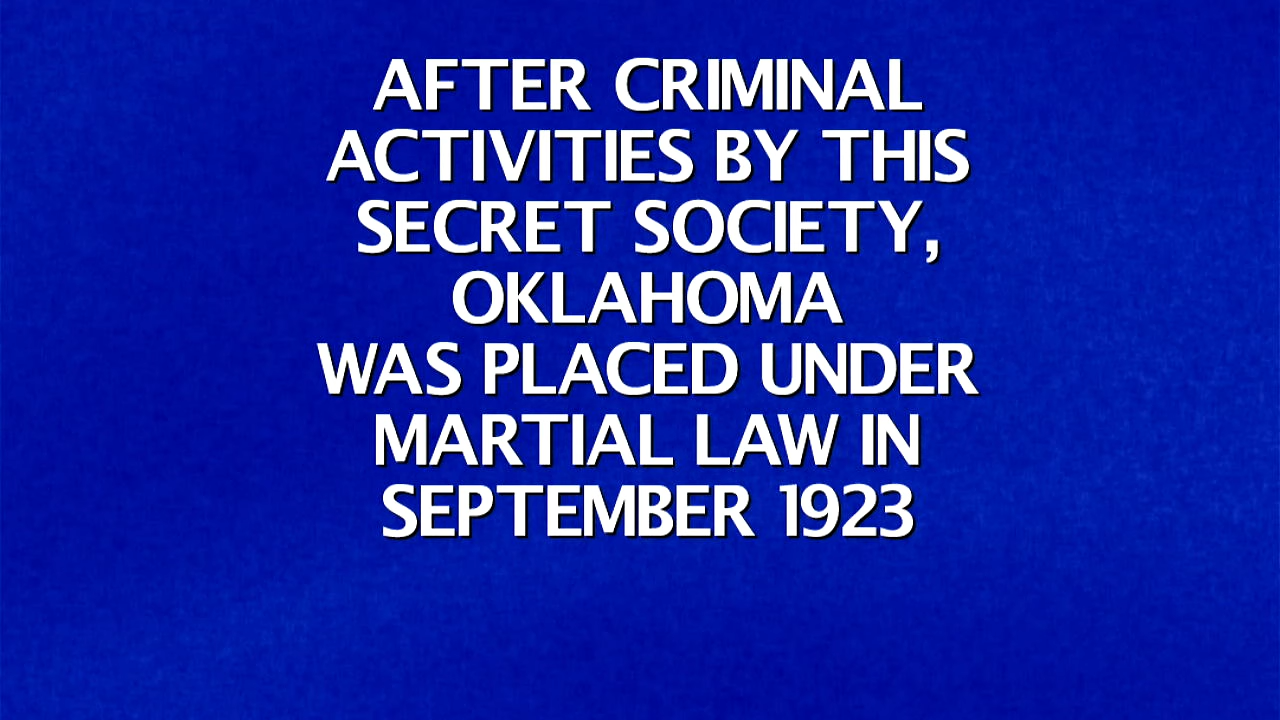 AFTER CRIMINAL
ACTIVITIES BY THIS
SECRET SOCIETY,
OKLAHOMA
WAS PLACED UNDER
MARTIAL LAW IN
SEPTEMBER 1923